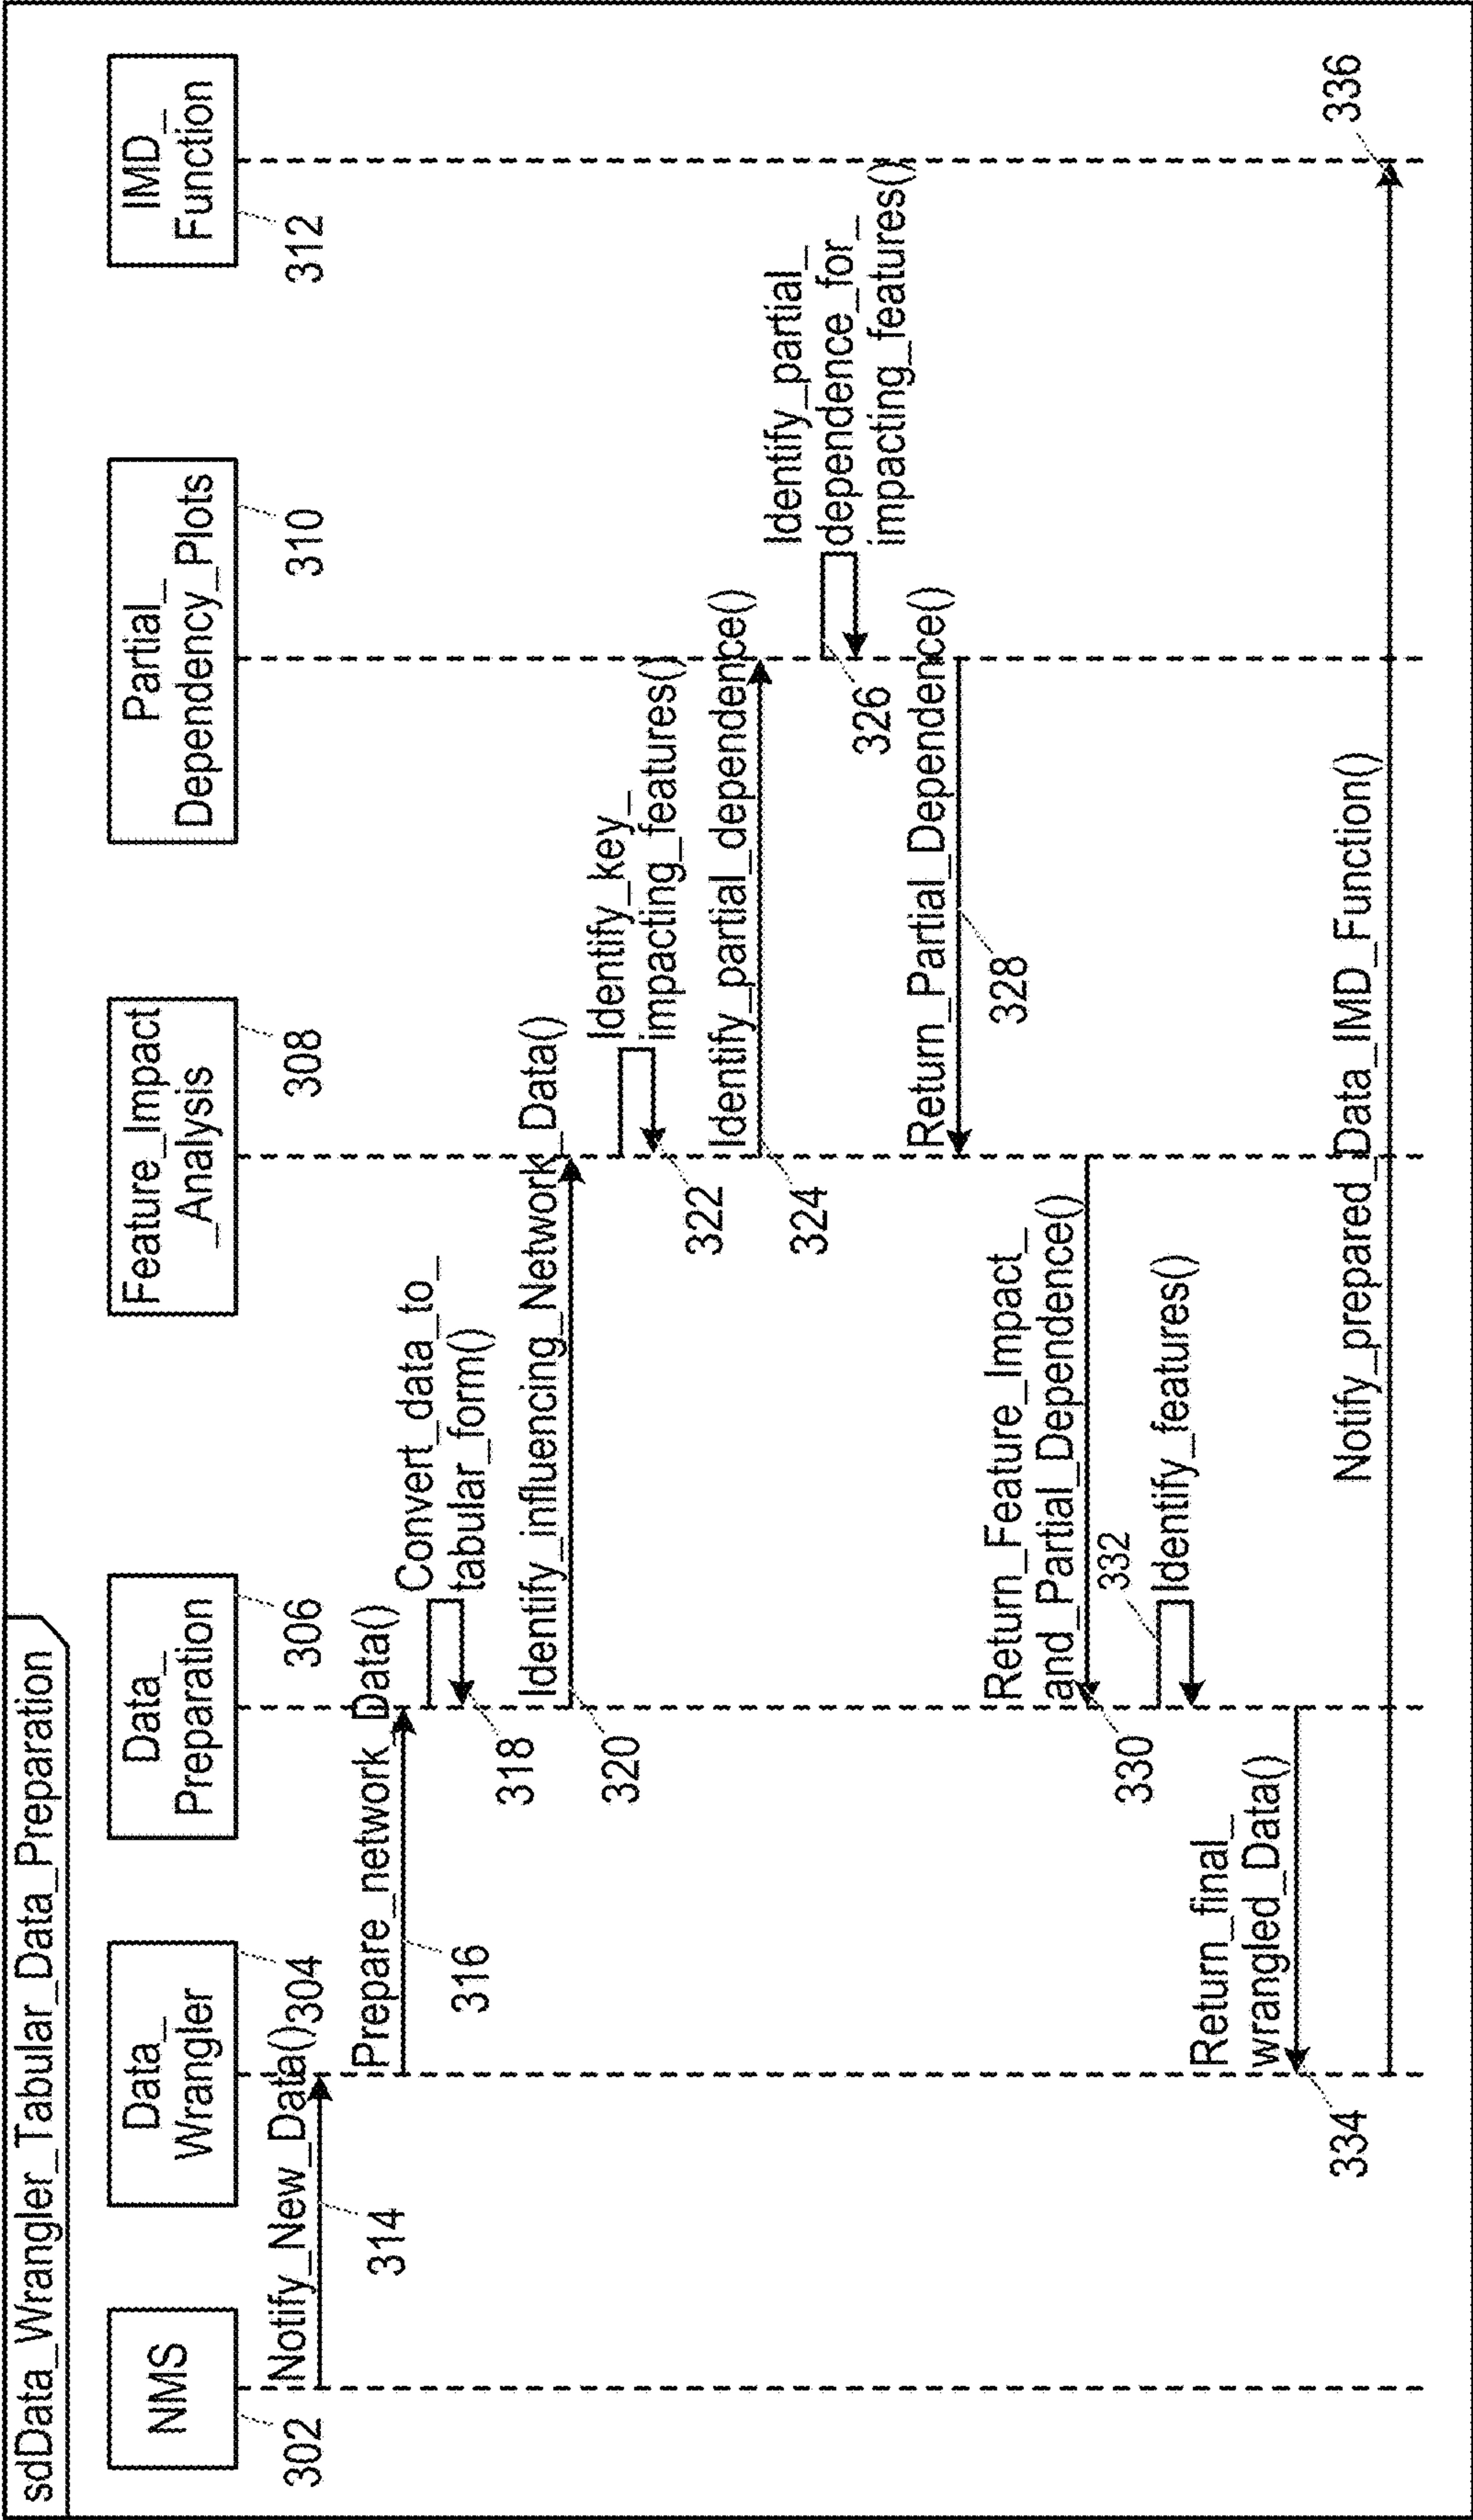 sdData_Wrangler_Tabular_Data_Preparation
NMS
302
Data_
Wrangler
304
Data_
Preparation
306
Feature_Impact
_Analysis
308
Partial_
Dependency_Plots
310
IMD_
Function
312
Notify_New_Data()
314
Prepare_network_Data()
316
Convert_data_to_
tabular_form()
318
Identify_influencing_Network_Data()
320
Identify_key_
impacting_features()
322
Identify_partial_dependence()
324
Identify_partial_
dependence_for_
impacting_features()
326
Return_Partial_Dependence()
328
Return_Feature_Impact_
and_Partial_Dependence()
330
332
Identify_features()
Return_final_
wrangled_Data()
334
Notify_prepared_Data_IMD_Function()
336